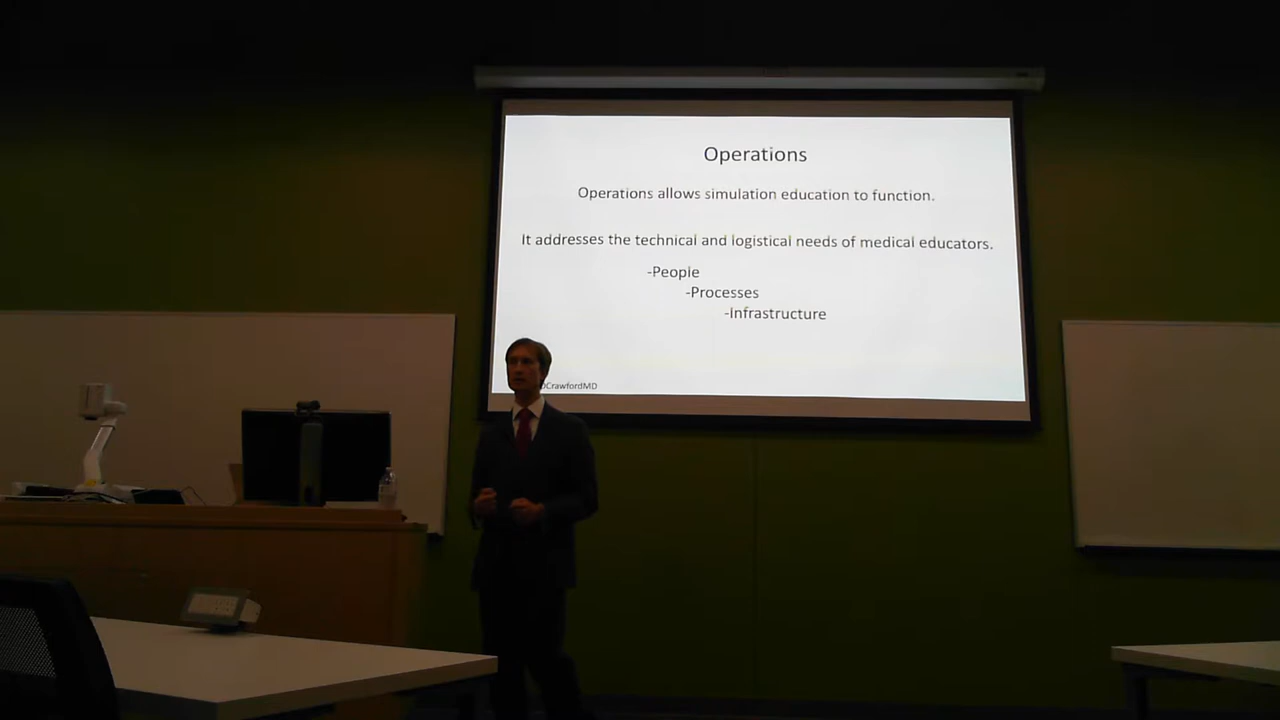 Operations
Operations allows simulation education to function.
It addresses the technical and logistical needs of medical educators.
-People
-Processes
-Infrastructure
CrawfordMD